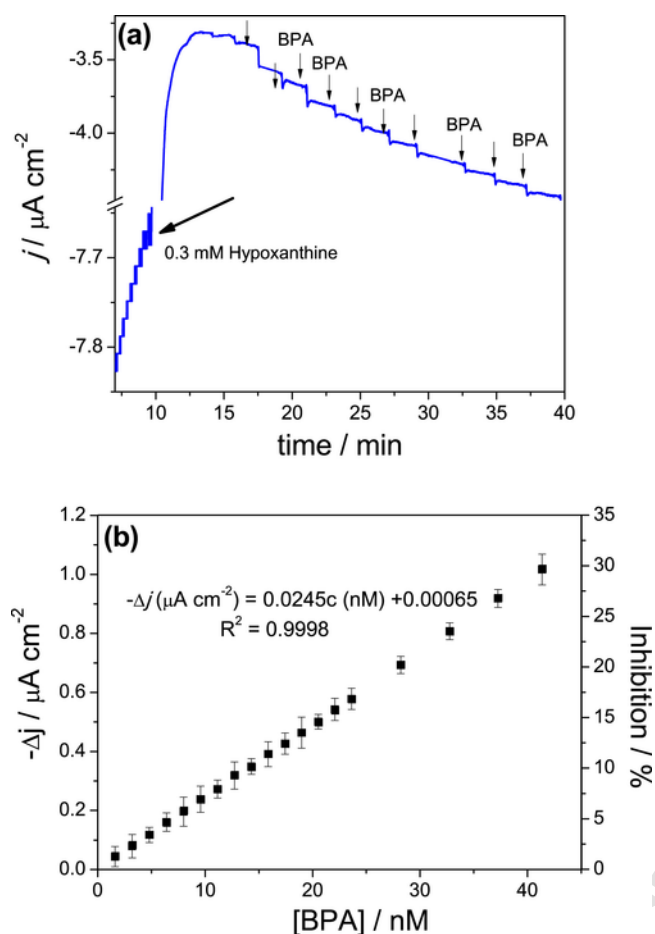 (a)
BPA
BPA
BPA
BPA
BPA
-3.5
-4.0
-7.7
-7.8
j / µA cm-2
0.3 mM Hypoxanthine
10 15 20 25 30 35 40
time / min
(b)
1.2
1.0
0.8
0.6
0.4
0.2
0.0
-Δj / µA cm-2
-Δj (µA cm-2) = 0.0245c (nM) +0.00065
R2 = 0.9998
35
30
25
20
15
10
5
0
Inhibition / %
0 10 20 30 40
[BPA] / nM